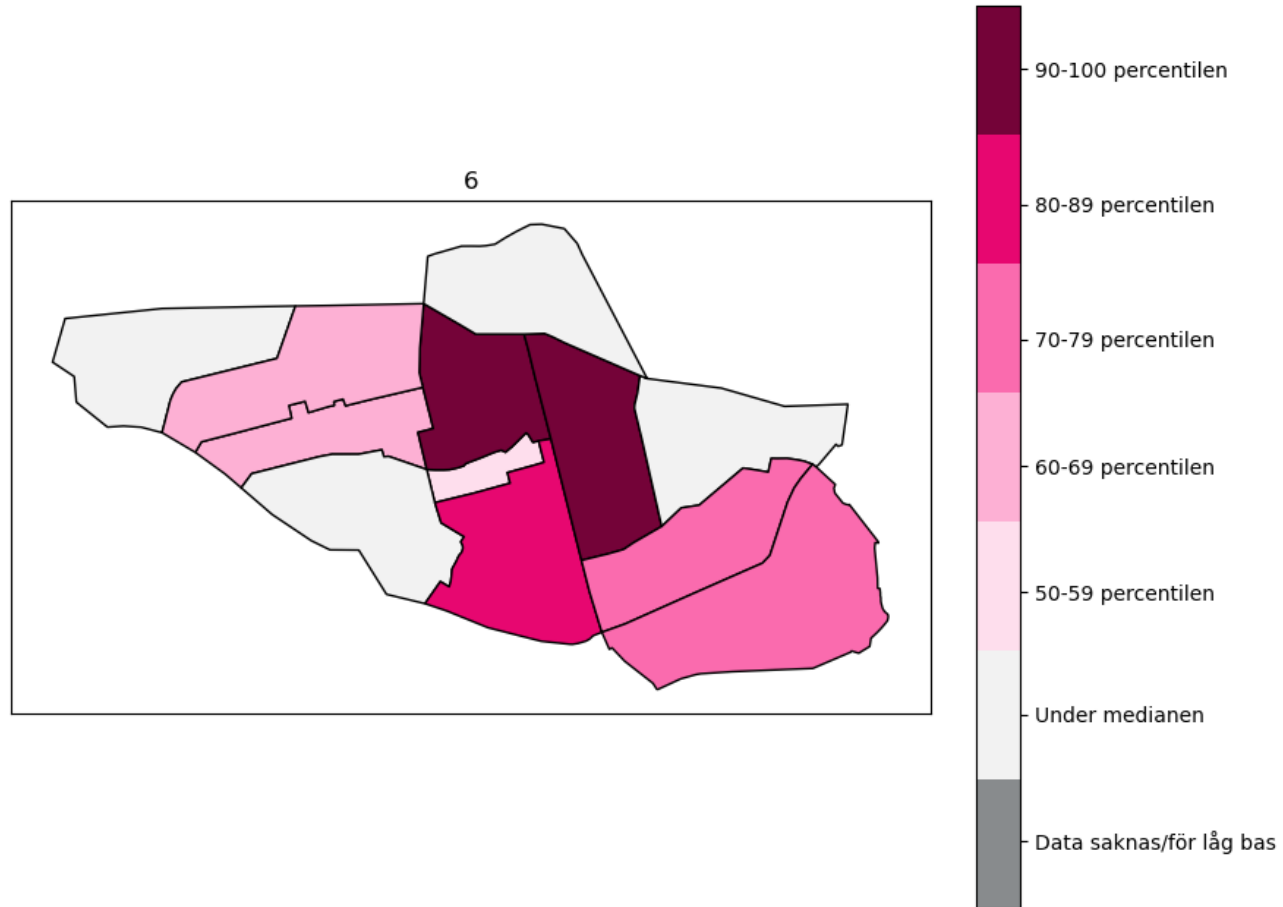 6
90-100 percentilen
80-89 percentilen
70-79 percentilen
60-69 percentilen
50-59 percentilen
Under medianen
Data saknas/för låg bas